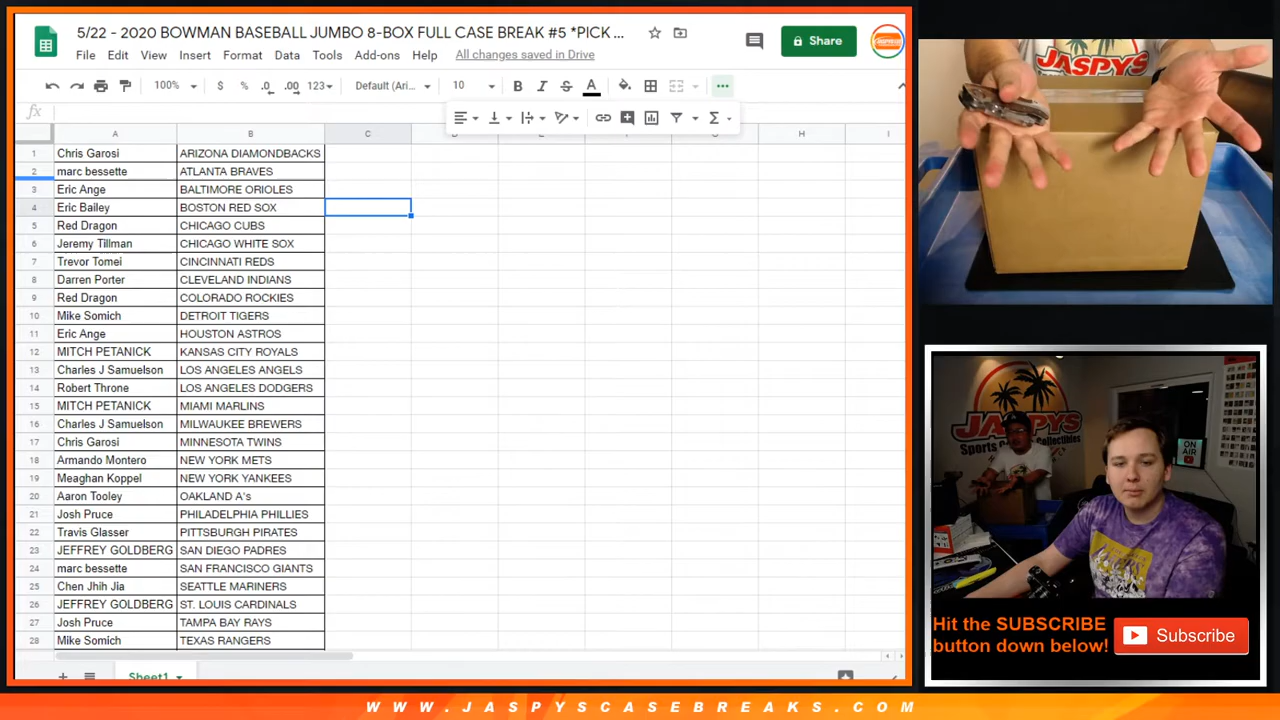 5/22 - 2020 BOWMAN BASEBALL JUMBO 8-BOX FULL CASE BREAK #5 *PICK ...
File Edit View Insert Format Data Tools Add-ons Help All changes saved in Drive
Share
100% $ % .0 .00 123 Default (Ari... 10 B I S A
fx
A B C H I
1 Chris Garosi ARIZONA DIAMONDBACKS
2 marc bessette ATLANTA BRAVES
3 Eric Ange BALTIMORE ORIOLES
4 Eric Bailey BOSTON RED SOX
5 Red Dragon CHICAGO CUBS
6 Jeremy Tillman CHICAGO WHITE SOX
7 Trevor Tomei CINCINNATI REDS
8 Darren Porter CLEVELAND INDIANS
9 Red Dragon COLORADO ROCKIES
10 Mike Somich DETROIT TIGERS
11 Eric Ange HOUSTON ASTROS
12 MITCH PETANICK KANSAS CITY ROYALS
13 Charles J Samuelson LOS ANGELES ANGELS
14 Robert Throne LOS ANGELES DODGERS
15 MITCH PETANICK MIAMI MARLINS
16 Charles J Samuelson MILWAUKEE BREWERS
17 Chris Garosi MINNESOTA TWINS
18 Armando Montero NEW YORK METS
19 Meaghan Koppel NEW YORK YANKEES
20 Aaron Tooley OAKLAND A's
21 Josh Pruce PHILADELPHIA PHILLIES
22 Travis Glasser PITTSBURGH PIRATES
23 JEFFREY GOLDBERG SAN DIEGO PADRES
24 marc bessette SAN FRANCISCO GIANTS
25 Chen Jhih Jia SEATTLE MARINERS
26 JEFFREY GOLDBERG ST. LOUIS CARDINALS
27 Josh Pruce TAMPA BAY RAYS
28 Mike Somich TEXAS RANGERS
Sheet1
JASPYS
JASPYS
Sports Collectibles
ON AIR
Hit the SUBSCRIBE
button down below!
Subscribe
WWW.JASPYSCASEBREAKS.COM